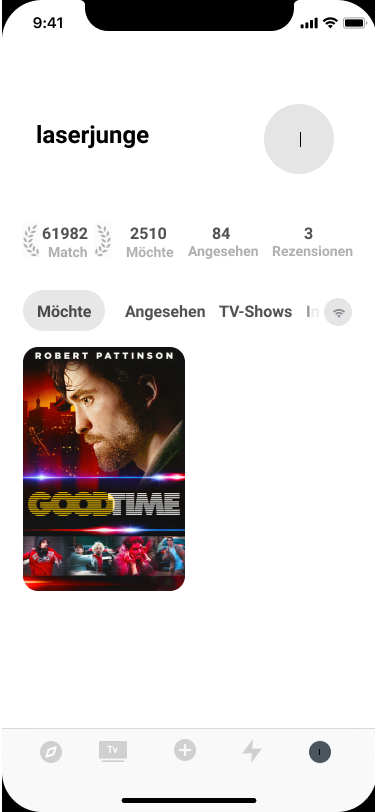 9:41
laserjunge
l
61982 2510 84 3
Match Möchte Angesehen Rezensionen
Möchte Angesehen TV-Shows In
ROBERT PATTINSON
GOOD TIME
Tv
l